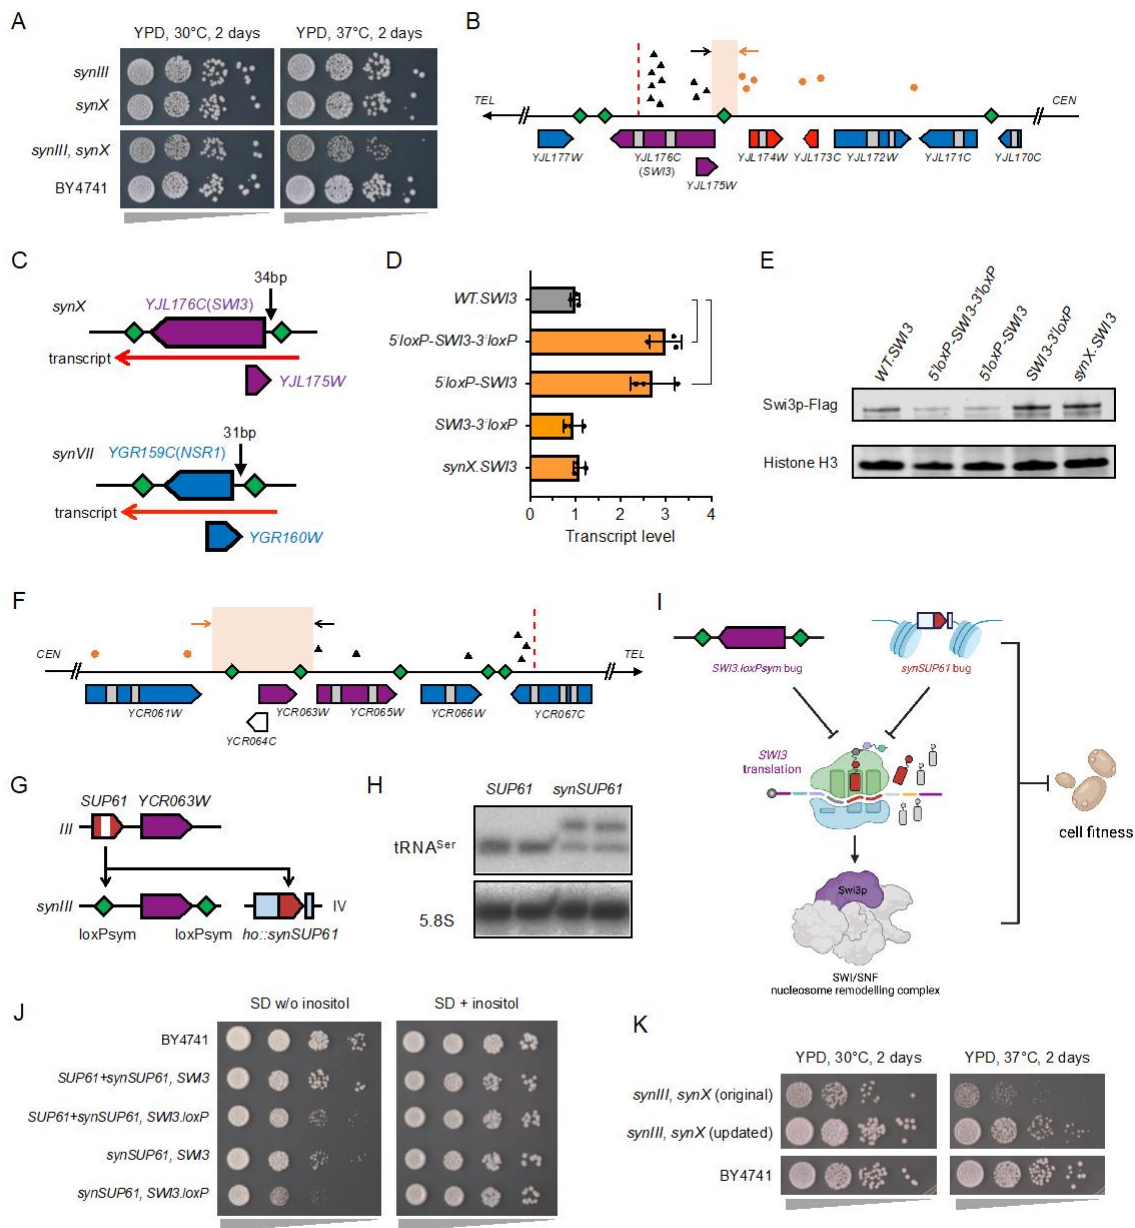 A
YPD, 30°C, 2 days
YPD, 37°C, 2 days
synIII
synX
synIII, synX
BY4741
B
TEL
CEN
YJL177W
YJL176C
(SWI3)
YJL175W
YJL174W
YJL173C
YJL172W
YJL171C
YJL170C
C
34bp
synX
YJL176C(SWI3)
transcript
YJL175W
31bp
synVII
YGR159C(NSR1)
transcript
YGR160W
D
WT.SWI3
5'loxP-SWI3-3'loxP
5'loxP-SWI3
SWI3-3'loxP
synX.SWI3
0 1 2 3 4
Transcript level
E
WT.SWI3
5'loxP-SWI3-3'loxP
5'loxP-SWI3
SWI3-3'loxP
synX.SWI3
Swi3p-Flag
Histone H3
F
CEN
TEL
YCR061W
YCR064C
YCR063W
YCR065W
YCR066W
YCR067C
G
SUP61 YCR063W
III
synIII
IV
loxPsym loxPsym ho::synSUP61
H
SUP61 synSUP61
tRNASer
5.8S
I
SWI3.loxPsym bug
synSUP61 bug
SWI3
translation
Swi3p
SWI/SNF
nucleosome remodelling complex
cell fitness
J
SD w/o inositol
SD + inositol
BY4741
SUP61+synSUP61, SWI3
SUP61+synSUP61, SWI3.loxP
synSUP61, SWI3
synSUP61, SWI3.loxP
K
YPD, 30°C, 2 days
YPD, 37°C, 2 days
synIII, synX (original)
synIII, synX (updated)
BY4741